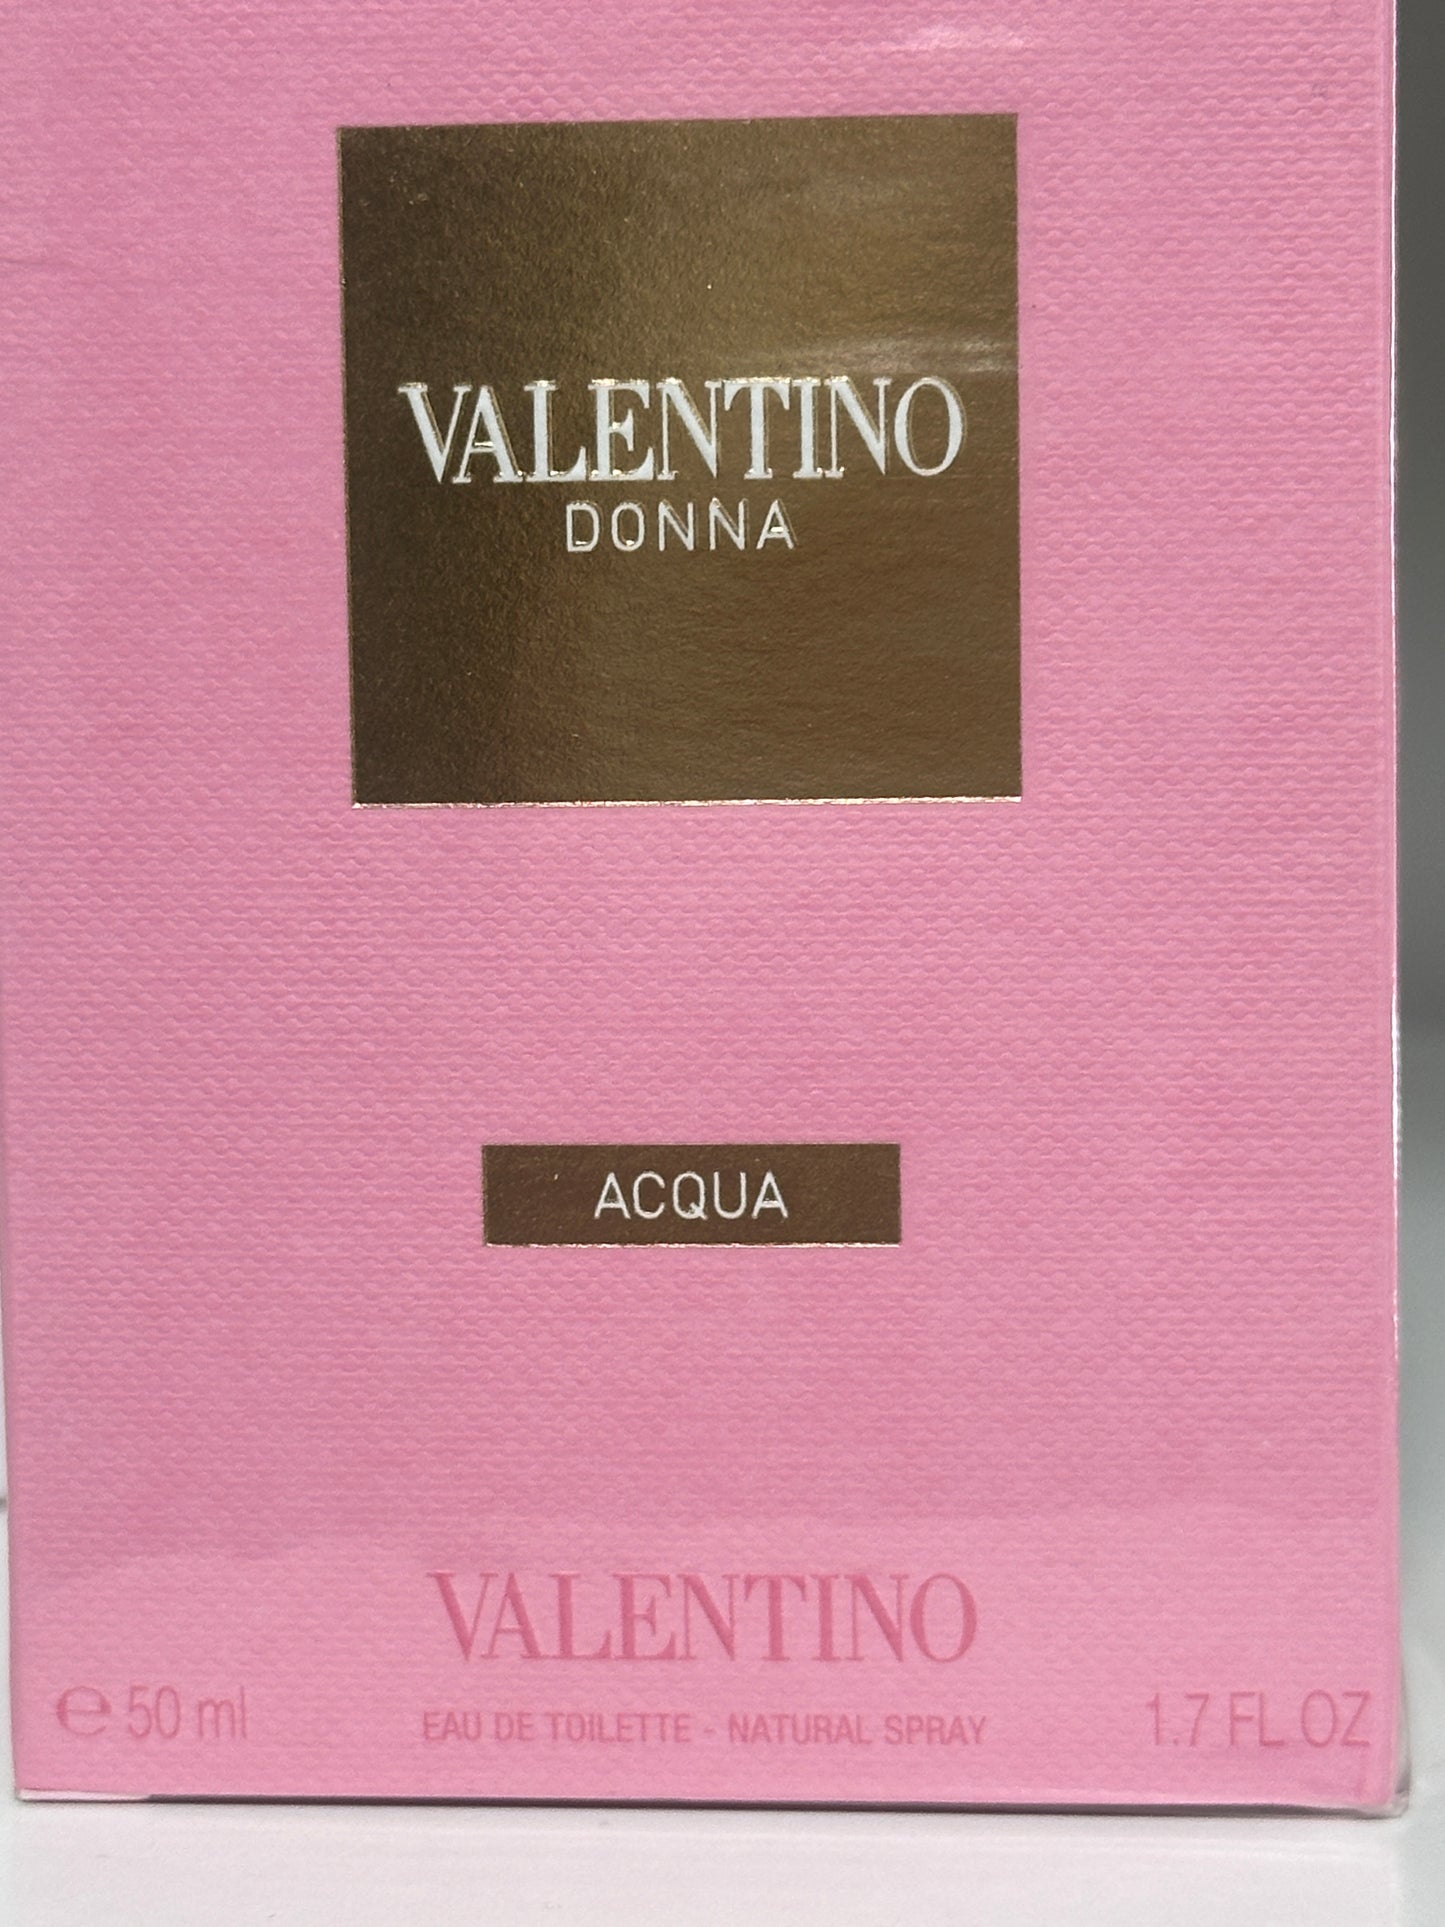 VALENTINO
DONNA
ACQUA
VALENTINO
℮ 50 ml EAU DE TOILETTE - NATURAL SPRAY 1.7 FL OZ